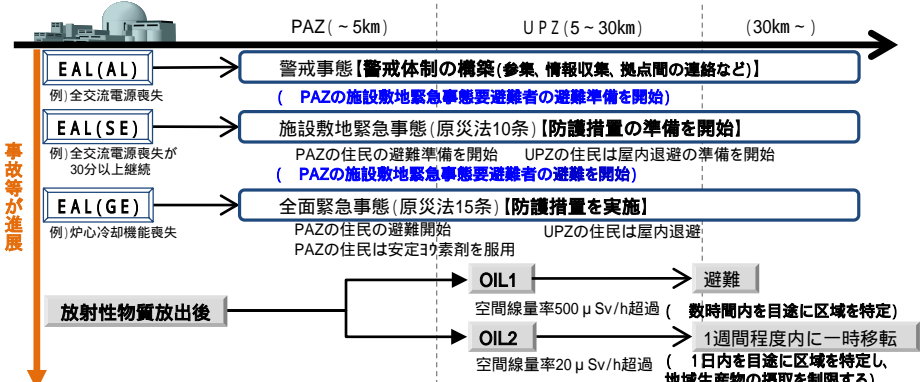 PAZ(~5km)
UPZ(5~30km)
(30km~)
EAL(AL)
警戒事態【警戒体制の構築(参集、情報収集、拠点間の連絡など)】
例)全交流電源喪失
( PAZの施設敷地緊急事態要避難者の避難準備を開始)
EAL(SE)
施設敷地緊急事態(原災法10条)【防護措置の準備を開始】
例)全交流電源喪失が
30分以上継続
PAZの住民の避難準備を開始
UPZの住民は屋内退避の準備を開始
( PAZの施設敷地緊急事態要避難者の避難を開始)
事故等が進展
EAL(GE)
全面緊急事態(原災法15条)【防護措置を実施】
例)炉心冷却機能喪失
PAZの住民の避難開始
UPZの住民は屋内退避
PAZの住民は安定ヨウ素剤を服用
放射性物質放出後
OIL1
避難
空間線量率500μSv/h超過
( 数時間内を目途に区域を特定)
OIL2
1週間程度内に一時移転
空間線量率20μSv/h超過
( 1日内を目途に区域を特定し、
地域生産物の摂取を制限する)